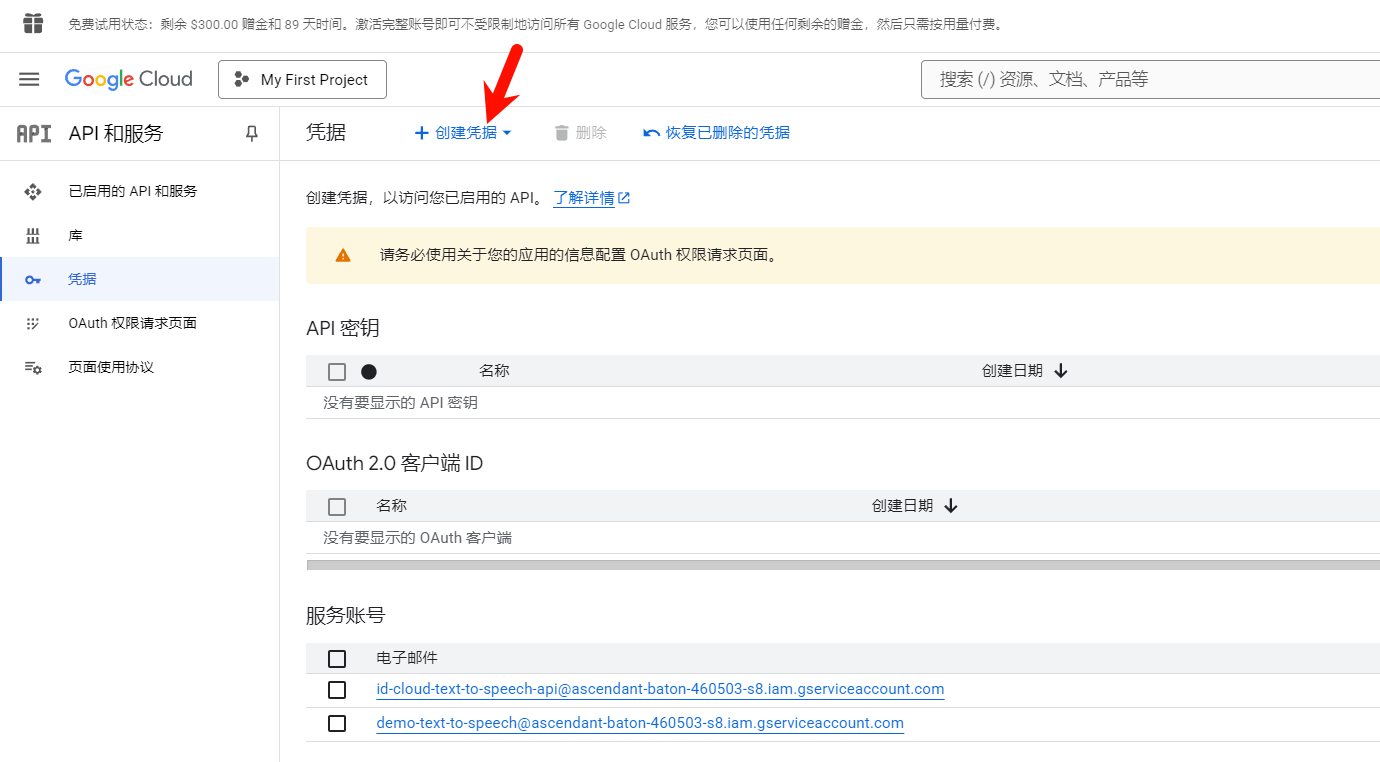 免费试用状态：剩余 $300.00 赠金和 89 天时间。激活完整账号即可不受限制地访问所有 Google Cloud 服务，您可以使用任何剩余的赠金，然后只需按用量付费。
Google Cloud
My First Project
搜索 (/) 资源、文档、产品等
API
API 和服务
凭据
创建凭据
删除
恢复已删除的凭据
已启用的 API 和服务
库
凭据
OAuth 权限请求页面
页面使用协议
创建凭据，以访问您已启用的 API。 了解详情
请务必使用关于您的应用的信息配置 OAuth 权限请求页面。
API 密钥
名称
创建日期
没有要显示的 API 密钥
OAuth 2.0 客户端 ID
名称
创建日期
没有要显示的 OAuth 客户端
服务账号
电子邮件
id-cloud-text-to-speech-api@ascendant-baton-460503-s8.iam.gserviceaccount.com
demo-text-to-speech@ascendant-baton-460503-s8.iam.gserviceaccount.com